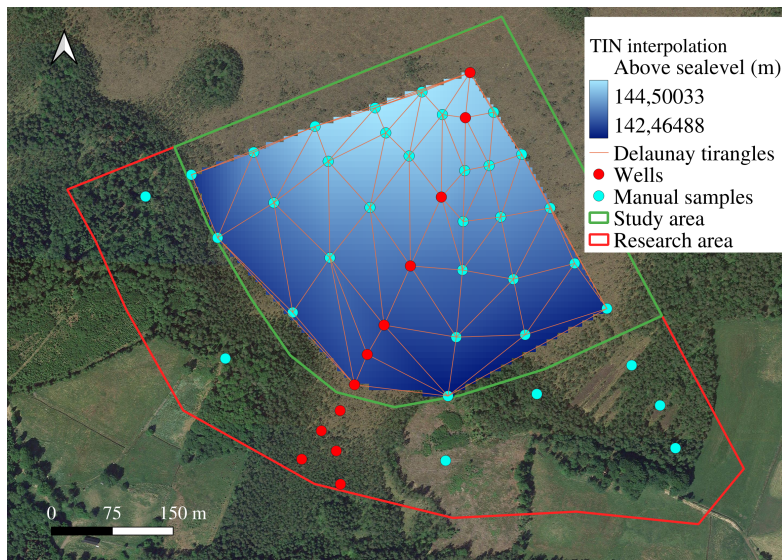 TIN interpolation
Above sealevel (m)
144,50033
142,46488
Delaunay tirangles
Wells
Manual samples
Study area
Research area
0 75 150 m